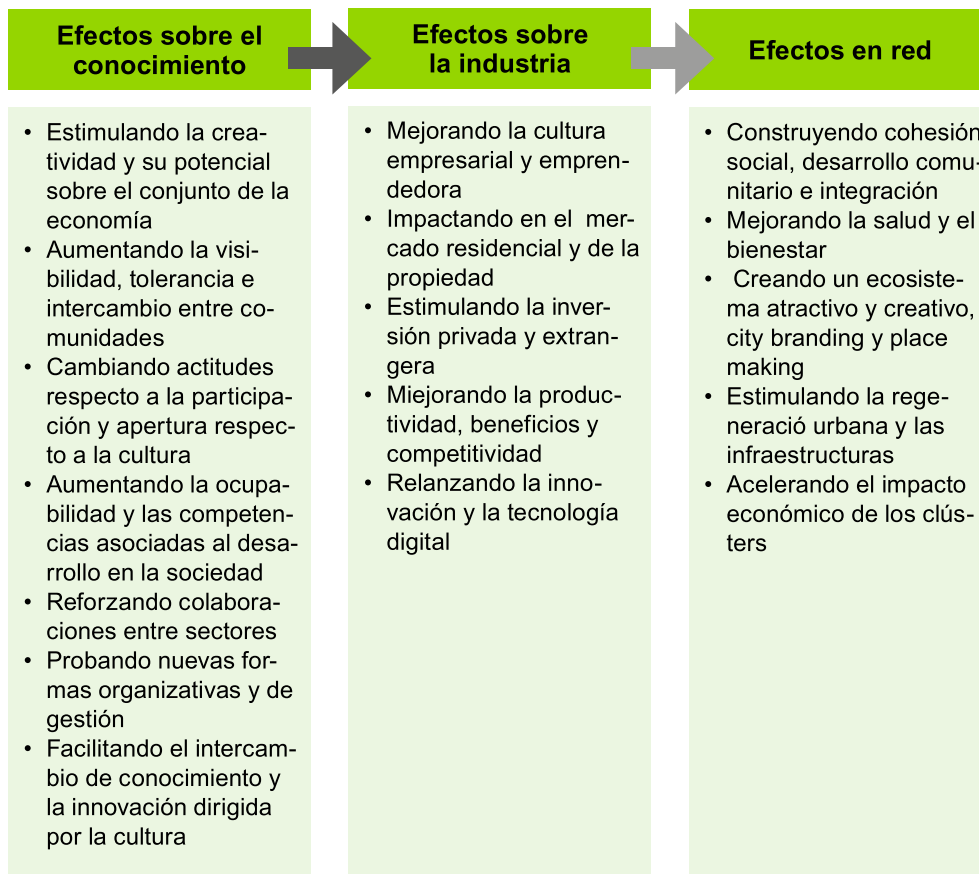 Efectos sobre el
conocimiento
• Estimulando la crea-
tividad y su potencial
sobre el conjunto de la
economía
• Aumentando la visi-
bilidad, tolerancia e
intercambio entre co-
munidades
• Cambiando actitudes
respecto a la participa-
ción y apertura respec-
to a la cultura
• Aumentando la ocupa-
bilidad y las competen-
cias asociadas al desa-
rrollo en la sociedad
• Reforzando colabora-
ciones entre sectores
• Probando nuevas for-
mas organizativas y de
gestión
• Facilitando el intercam-
bio de conocimiento y
la innovación dirigida
por la cultura
Efectos sobre
la industria
• Mejorando la cultura
empresarial y empren-
dedora
• Impactando en el  mer-
cado residencial y de la
propiedad
• Estimulando la inver-
sión privada y extran-
gera
• Miejorando la produc-
tividad, beneficios y
competitividad
• Relanzando la inno-
vación y la tecnología
digital
Efectos en red
• Construyendo cohesión
social, desarrollo comu-
nitario e integración
• Mejorando la salud y el
bienestar
•  Creando un ecosiste-
ma atractivo y creativo,
city branding y place
making
• Estimulando la rege-
neració urbana y las
infraestructuras
• Acelerando el impacto
económico de los clús-
ters